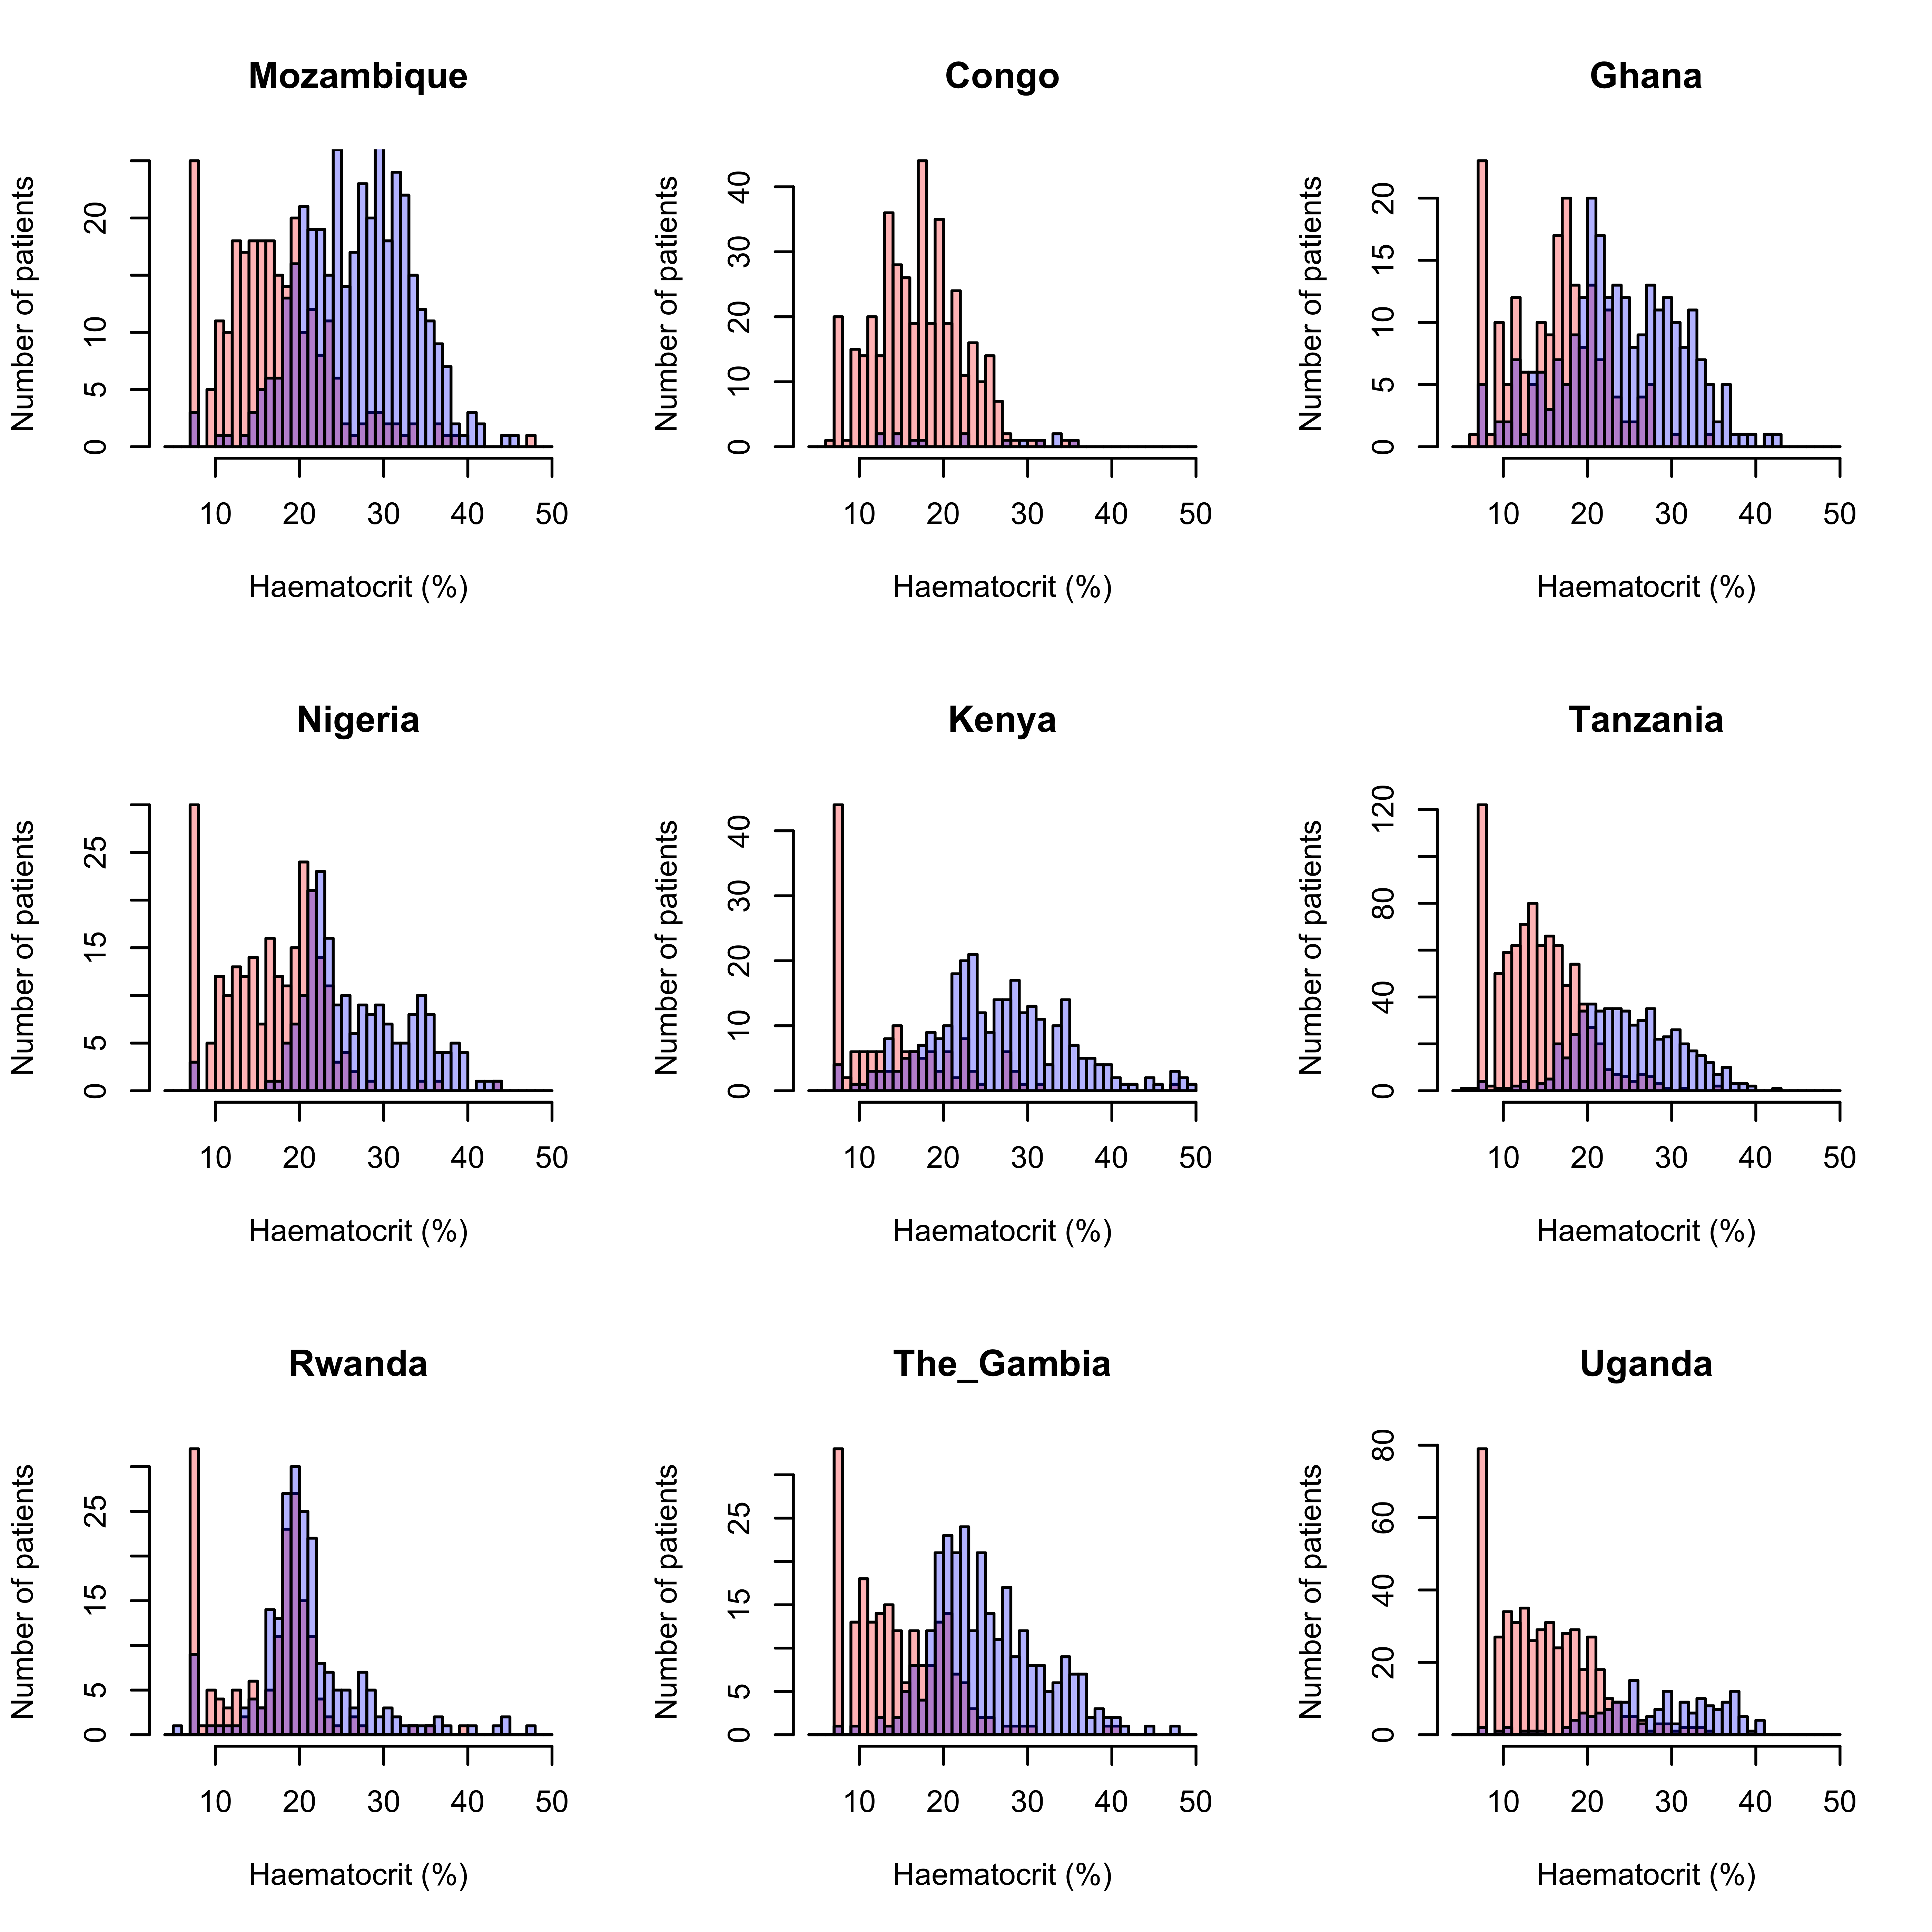 Mozambique
Number of patients
0 5 10 20
10 20 30 40 50
Haematocrit (%)
Congo
Number of patients
0 10 20 30 40
10 20 30 40 50
Haematocrit (%)
Ghana
Number of patients
0 5 10 15 20
10 20 30 40 50
Haematocrit (%)
Nigeria
Number of patients
0 5 15 25
10 20 30 40 50
Haematocrit (%)
Kenya
Number of patients
0 10 20 30 40
10 20 30 40 50
Haematocrit (%)
Tanzania
Number of patients
0 40 80 120
10 20 30 40 50
Haematocrit (%)
Rwanda
Number of patients
0 5 15 25
10 20 30 40 50
Haematocrit (%)
The_Gambia
Number of patients
0 5 15 25
10 20 30 40 50
Haematocrit (%)
Uganda
Number of patients
0 20 40 60 80
10 20 30 40 50
Haematocrit (%)